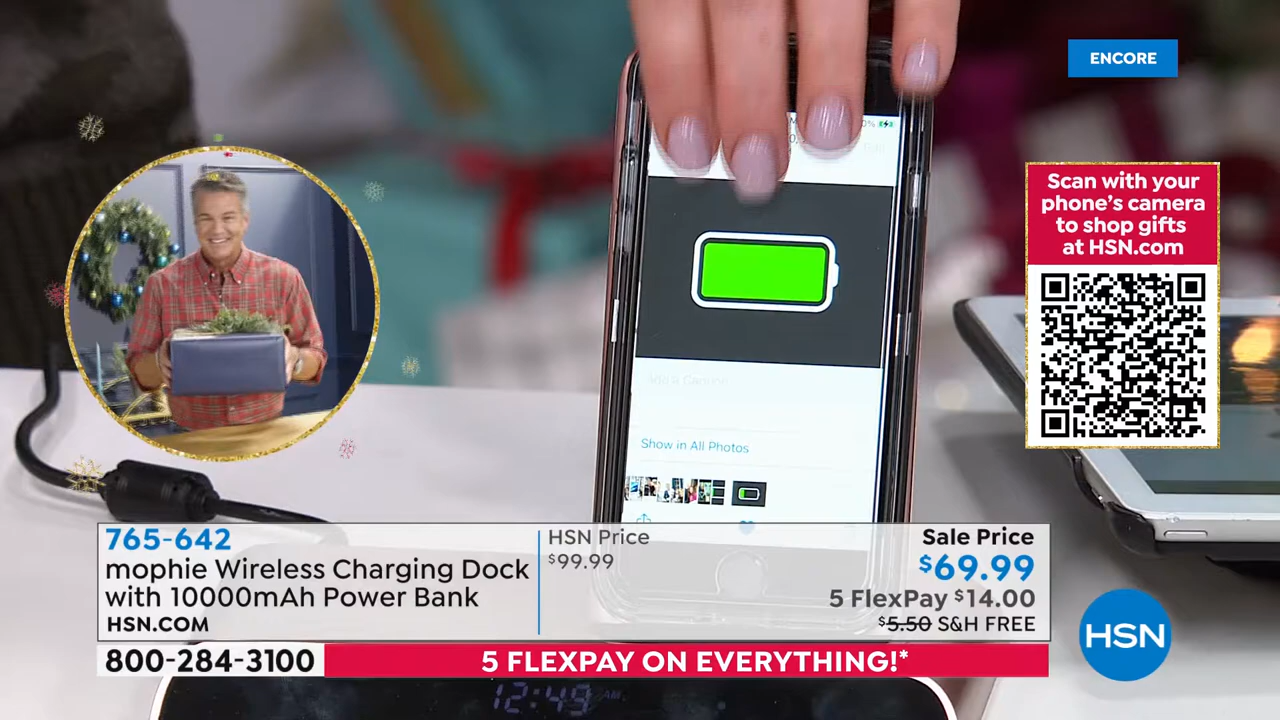 ENCORE
Scan with your
phone's camera
to shop gifts
at HSN.com
Show in All Photos
765-642
mophie Wireless Charging Dock
with 10000mAh Power Bank
HSN.COM
HSN Price
$99.99
Sale Price
$69.99
5 FlexPay $14.00
$5.50 S&H FREE
HSN
800-284-3100
5 FLEXPAY ON EVERYTHING!*
12:49 AM